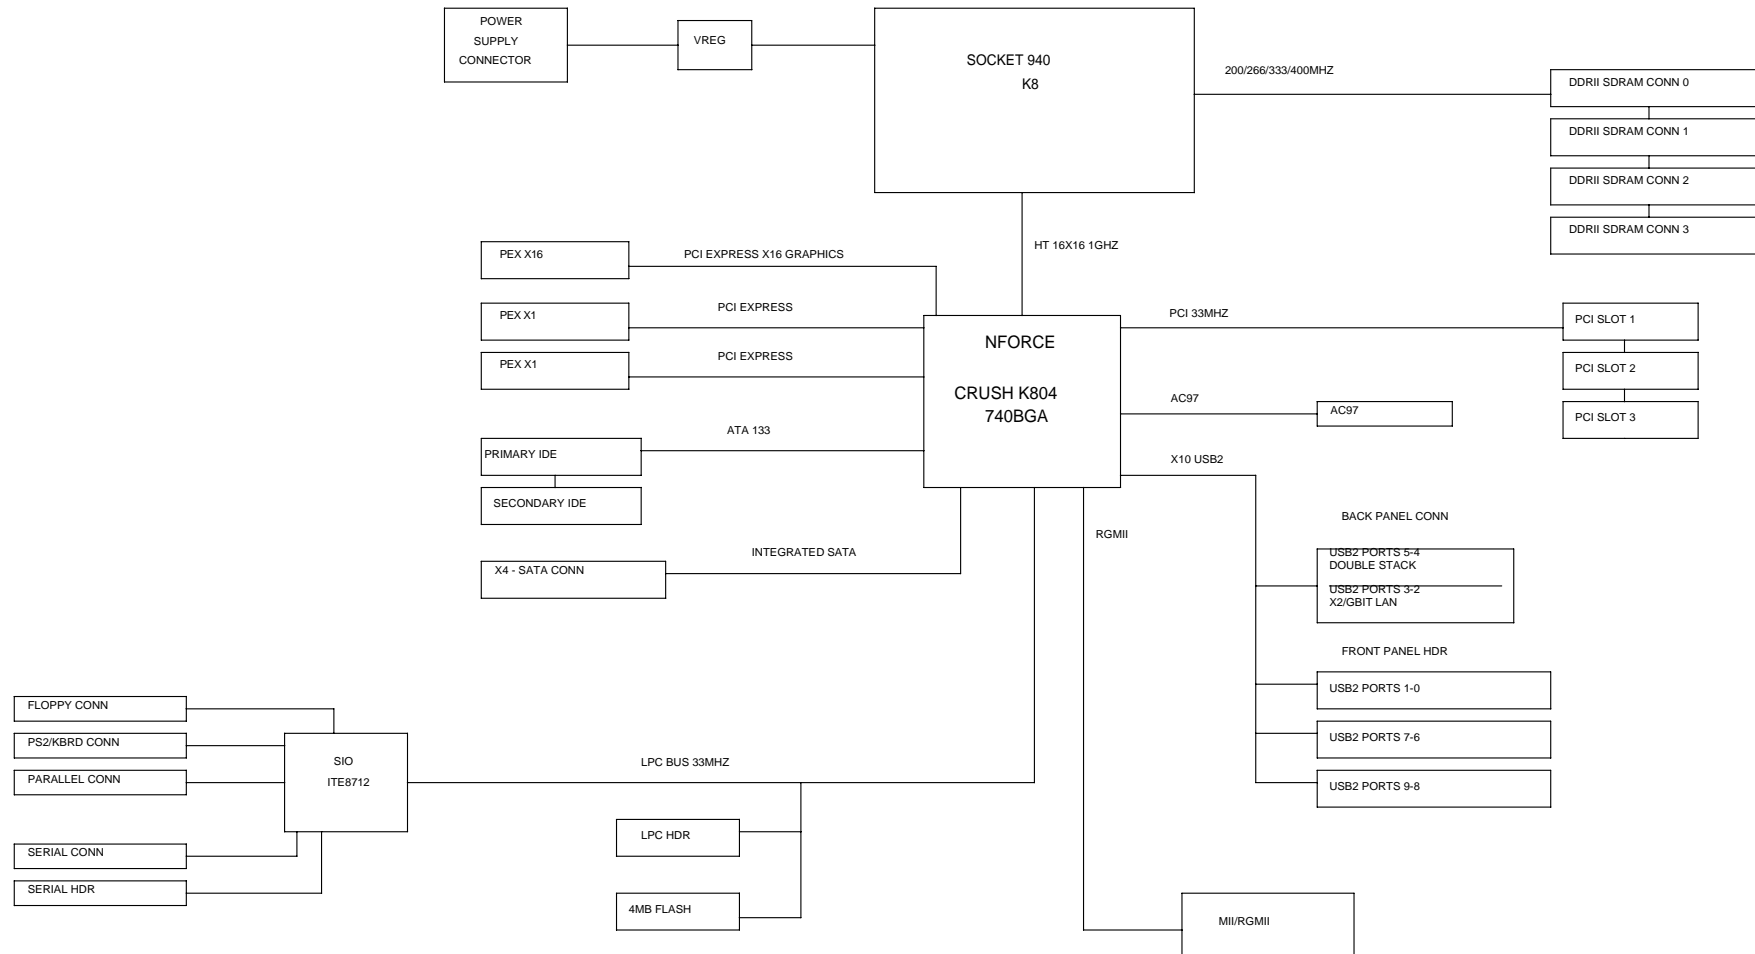 POWER
SUPPLY
CONNECTOR
VREG
SOCKET 940
K8
200/266/333/400MHZ
DDRII SDRAM CONN 0
DDRII SDRAM CONN 1
DDRII SDRAM CONN 2
DDRII SDRAM CONN 3
HT 16X16 1GHZ
PEX X16
PCI EXPRESS X16 GRAPHICS
PEX X1
PCI EXPRESS
PEX X1
PCI EXPRESS
NFORCE
CRUSH K804
740BGA
PCI 33MHZ
PCI SLOT 1
PCI SLOT 2
PCI SLOT 3
AC97
AC97
ATA 133
PRIMARY IDE
SECONDARY IDE
X10 USB2
INTEGRATED SATA
X4 - SATA CONN
RGMII
BACK PANEL CONN
USB2 PORTS 5-4
DOUBLE STACK
USB2 PORTS 3-2
X2/GBIT LAN
FRONT PANEL HDR
USB2 PORTS 1-0
USB2 PORTS 7-6
USB2 PORTS 9-8
FLOPPY CONN
PS2/KBRD CONN
PARALLEL CONN
SERIAL CONN
SERIAL HDR
SIO
ITE8712
LPC BUS 33MHZ
LPC HDR
4MB FLASH
MII/RGMII